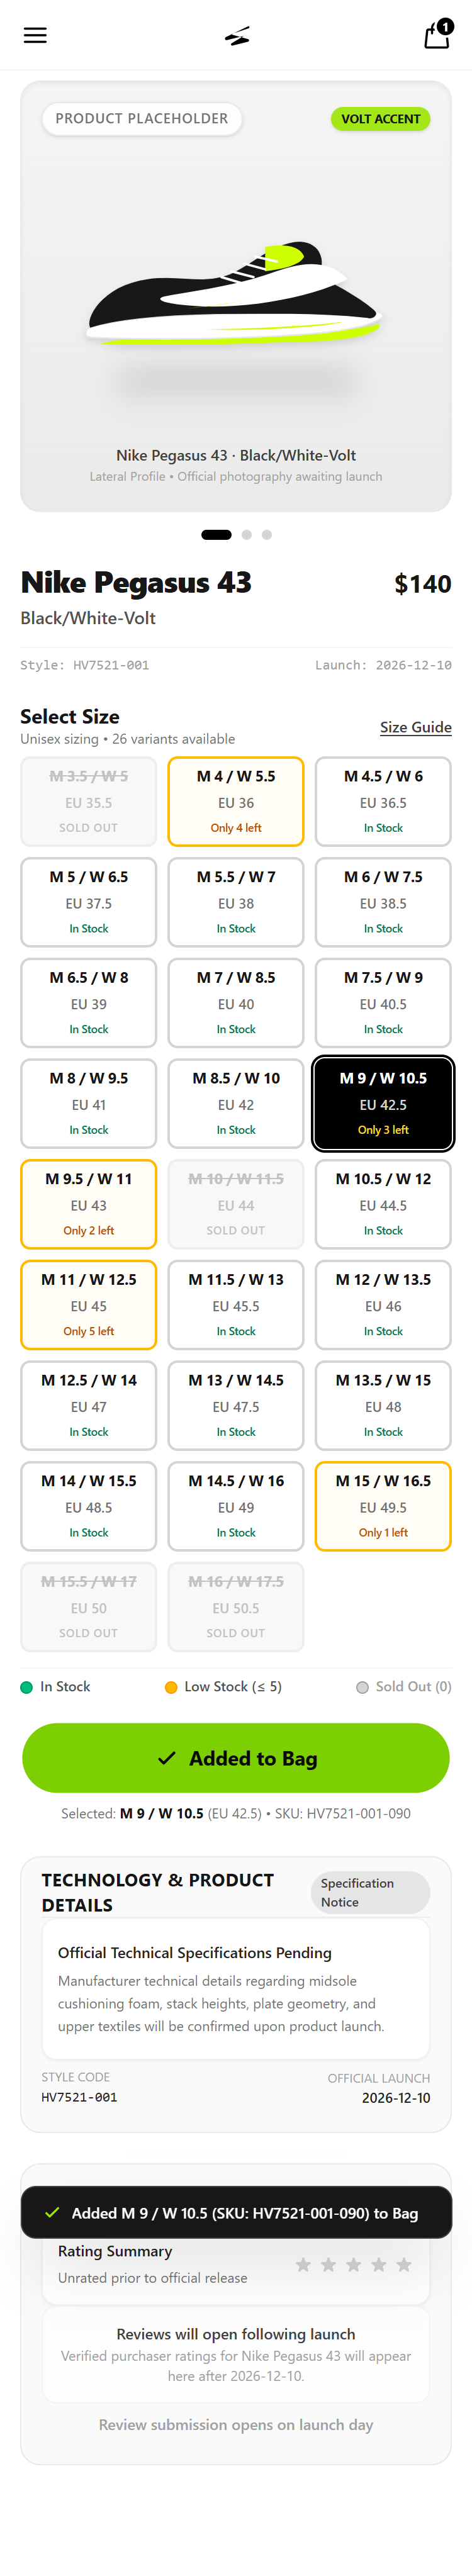 1
PRODUCT PLACEHOLDER
VOLT ACCENT
Nike Pegasus 43 · Black/White-Volt
Lateral Profile • Official photography awaiting launch
Nike Pegasus 43
$140
Black/White-Volt
Style: HV7521-001
Launch: 2026-12-10
Select Size
Unisex sizing • 26 variants available
Size Guide
M 3.5 / W 5
EU 35.5
SOLD OUT
M 4 / W 5.5
EU 36
Only 4 left
M 4.5 / W 6
EU 36.5
In Stock
M 5 / W 6.5
EU 37.5
In Stock
M 5.5 / W 7
EU 38
In Stock
M 6 / W 7.5
EU 38.5
In Stock
M 6.5 / W 8
EU 39
In Stock
M 7 / W 8.5
EU 40
In Stock
M 7.5 / W 9
EU 40.5
In Stock
M 8 / W 9.5
EU 41
In Stock
M 8.5 / W 10
EU 42
In Stock
M 9 / W 10.5
EU 42.5
Only 3 left
M 9.5 / W 11
EU 43
Only 2 left
M 10 / W 11.5
EU 44
SOLD OUT
M 10.5 / W 12
EU 44.5
In Stock
M 11 / W 12.5
EU 45
Only 5 left
M 11.5 / W 13
EU 45.5
In Stock
M 12 / W 13.5
EU 46
In Stock
M 12.5 / W 14
EU 47
In Stock
M 13 / W 14.5
EU 47.5
In Stock
M 13.5 / W 15
EU 48
In Stock
M 14 / W 15.5
EU 48.5
In Stock
M 14.5 / W 16
EU 49
In Stock
M 15 / W 16.5
EU 49.5
Only 1 left
M 15.5 / W 17
EU 50
SOLD OUT
M 16 / W 17.5
EU 50.5
SOLD OUT
In Stock
Low Stock (≤ 5)
Sold Out (0)
Added to Bag
Selected: M 9 / W 10.5 (EU 42.5) • SKU: HV7521-001-090
TECHNOLOGY & PRODUCT
DETAILS
Specification
Notice
Official Technical Specifications Pending
Manufacturer technical details regarding midsole
cushioning foam, stack heights, plate geometry, and
upper textiles will be confirmed upon product launch.
STYLE CODE
HV7521-001
OFFICIAL LAUNCH
2026-12-10
Added M 9 / W 10.5 (SKU: HV7521-001-090) to Bag
Rating Summary
Unrated prior to official release
Reviews will open following launch
Verified purchaser ratings for Nike Pegasus 43 will appear
here after 2026-12-10.
Review submission opens on launch day